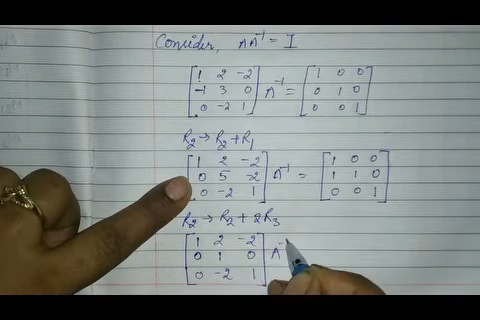 Consider, AA⁻¹ = I
[1 2 -2] [1 0 0]
[-1 3 0] A⁻¹ = [0 1 0]
[0 -2 1] [0 0 1]
R₂ → R₂ + R₁
[1 2 -2] [1 0 0]
[0 5 -2] A⁻¹ = [1 1 0]
[0 -2 1] [0 0 1]
R₂ → R₂ + 2R₃
[1 2 -2]
[0 1 0] A⁻
[0 -2 1]